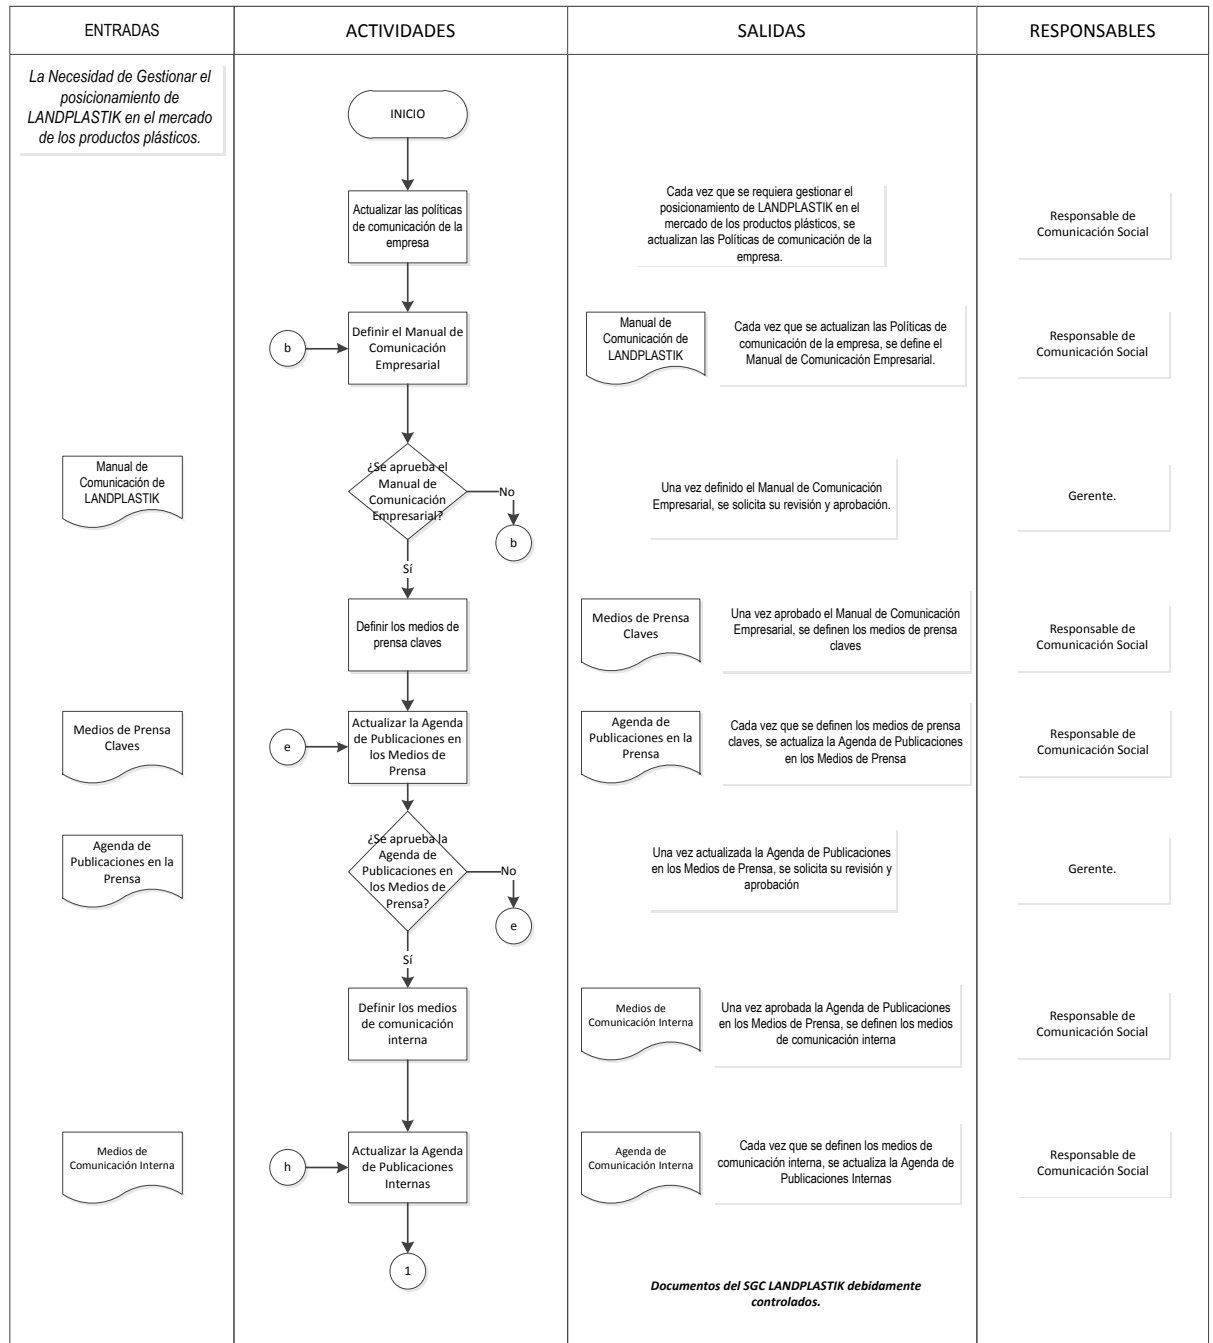 ENTRADAS
ACTIVIDADES
SALIDAS
RESPONSABLES
La Necesidad de Gestionar el
posicionamiento de
LANDPLASTIK en el mercado
de los productos plásticos.
INICIO
Actualizar las políticas
de comunicación de la
empresa
Cada vez que se requiera gestionar el
posicionamiento de LANDPLASTIK en el
mercado de los productos plásticos, se
actualizan las Políticas de comunicación de la
empresa.
Responsable de
Comunicación Social
b
Definir el Manual de
Comunicación
Empresarial
Manual de
Comunicación de
LANDPLASTIK
Cada vez que se actualizan las Políticas de
comunicación de la empresa, se define el
Manual de Comunicación Empresarial.
Responsable de
Comunicación Social
Manual de
Comunicación de
LANDPLASTIK
¿Se aprueba el
Manual de
Comunicación
Empresarial?
No
b
Sí
Una vez definido el Manual de Comunicación
Empresarial, se solicita su revisión y aprobación.
Gerente.
Definir los medios de
prensa claves
Medios de Prensa
Claves
Una vez aprobado el Manual de Comunicación
Empresarial, se definen los medios de prensa
claves
Responsable de
Comunicación Social
Medios de Prensa
Claves
e
Actualizar la Agenda
de Publicaciones en
los Medios de
Prensa
Agenda de
Publicaciones en la
Prensa
Cada vez que se definen los medios de prensa
claves, se actualiza la Agenda de Publicaciones
en los Medios de Prensa
Responsable de
Comunicación Social
Agenda de
Publicaciones en la
Prensa
¿Se aprueba la
Agenda de
Publicaciones en
los Medios de
Prensa?
No
e
Sí
Una vez actualizada la Agenda de Publicaciones
en los Medios de Prensa, se solicita su revisión y
aprobación
Gerente.
Definir los medios
de comunicación
interna
Medios de
Comunicación Interna
Una vez aprobada la Agenda de Publicaciones
en los Medios de Prensa, se definen los medios
de comunicación interna
Responsable de
Comunicación Social
Medios de
Comunicación Interna
h
Actualizar la Agenda
de Publicaciones
Internas
Agenda de
Comunicación Interna
Cada vez que se definen los medios de
comunicación interna, se actualiza la Agenda de
Publicaciones Internas
Responsable de
Comunicación Social
1
Documentos del SGC LANDPLASTIK debidamente
controlados.